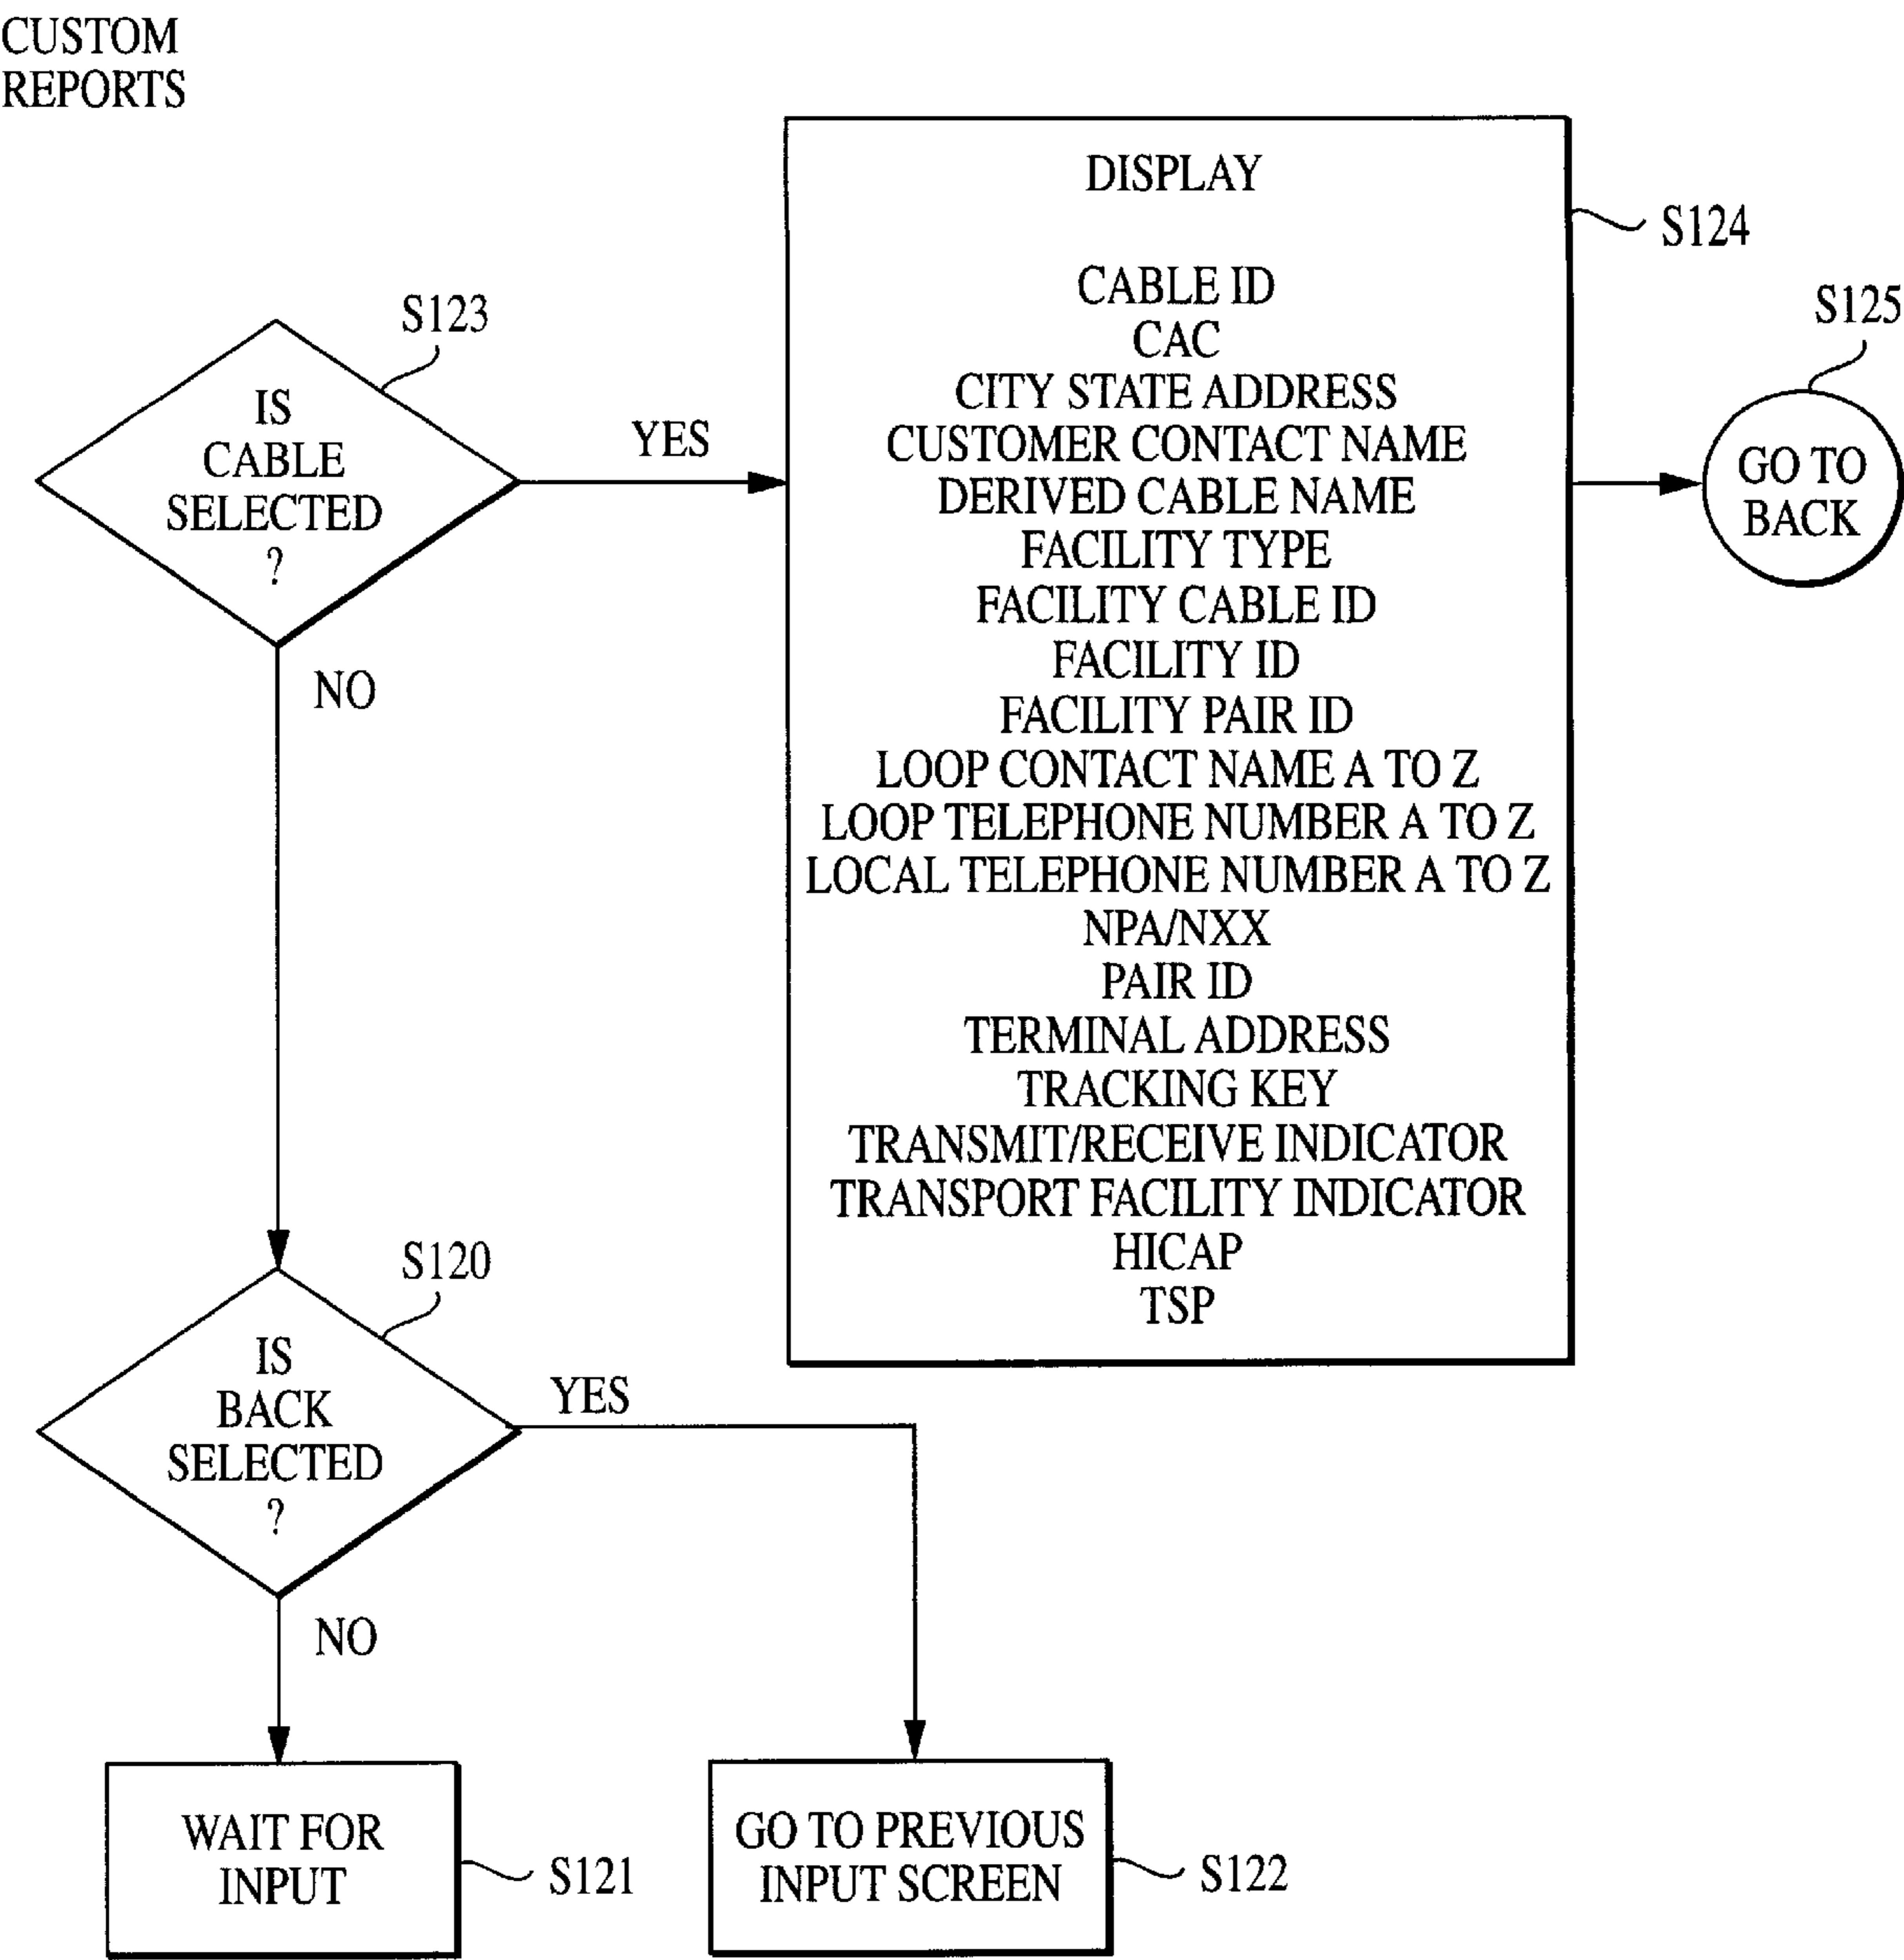 CUSTOM
REPORTS
S123
IS
CABLE
SELECTED
?
YES
NO
DISPLAY
CABLE ID
CAC
CITY STATE ADDRESS
CUSTOMER CONTACT NAME
DERIVED CABLE NAME
FACILITY TYPE
FACILITY CABLE ID
FACILITY ID
FACILITY PAIR ID
LOOP CONTACT NAME A TO Z
LOOP TELEPHONE NUMBER A TO Z
LOCAL TELEPHONE NUMBER A TO Z
NPA/NXX
PAIR ID
TERMINAL ADDRESS
TRACKING KEY
TRANSMIT/RECEIVE INDICATOR
TRANSPORT FACILITY INDICATOR
HICAP
TSP
S124
S125
GO TO
BACK
S120
IS
BACK
SELECTED
?
YES
NO
WAIT FOR
INPUT
S121
GO TO PREVIOUS
INPUT SCREEN
S122